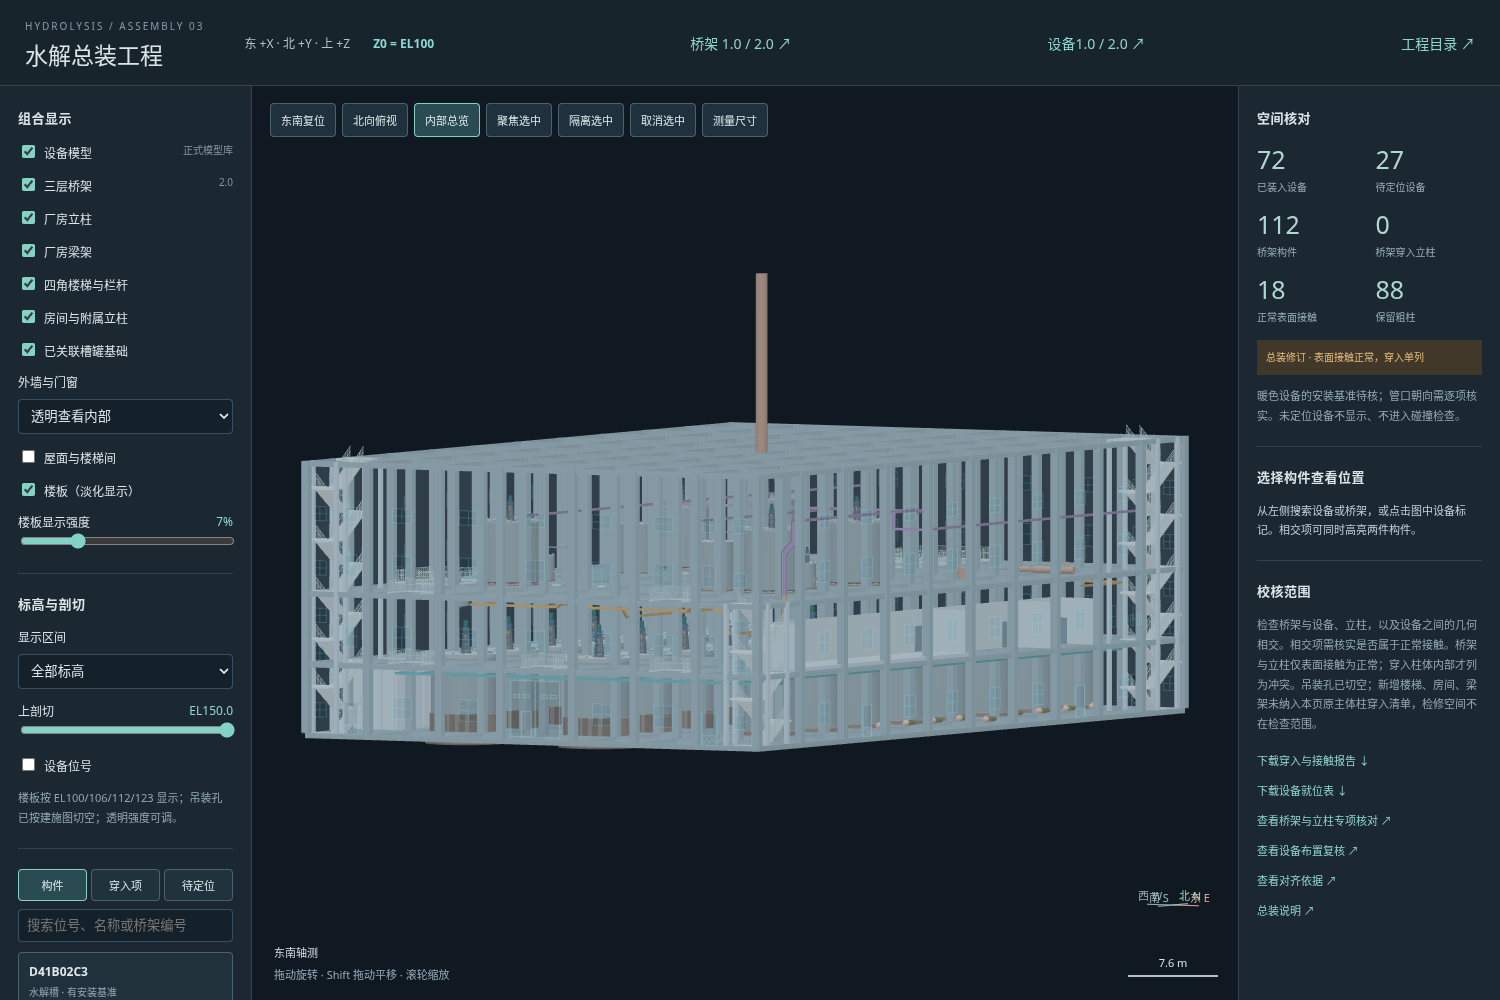 HYDROLYSIS / ASSEMBLY 03
水解总装工程
东 +X · 北 +Y · 上 +Z
Z0 = EL100
桥架 1.0 / 2.0 ↗
设备1.0 / 2.0 ↗
工程目录 ↗
组合显示
设备模型
正式模型库
三层桥架
2.0
厂房立柱
厂房梁架
四角楼梯与栏杆
房间与附属立柱
已关联槽罐基础
外墙与门窗
透明查看内部
屋面与楼梯间
楼板（淡化显示）
楼板显示强度
7%
标高与剖切
显示区间
全部标高
上剖切
EL150.0
设备位号
楼板按 EL100/106/112/123 显示；吊装孔
已按建施图切空；透明强度可调。
构件
穿入项
待定位
搜索位号、名称或桥架编号
D41B02C3
水解槽 · 有安装基准
东南复位
北向俯视
内部总览
聚焦选中
隔离选中
取消选中
测量尺寸
东南轴测
拖动旋转 · Shift 拖动平移 · 滚轮缩放
7.6 m
空间核对
72
已装入设备
27
待定位设备
112
桥架构件
0
桥架穿入立柱
18
正常表面接触
88
保留粗柱
总装修订 · 表面接触正常，穿入单列
暖色设备的安装基准待核；管口朝向需逐项核
实。未定位设备不显示、不进入碰撞检查。
选择构件查看位置
从左侧搜索设备或桥架，或点击图中设备标
记。相交项可同时高亮两件构件。
校核范围
检查桥架与设备、立柱，以及设备之间的几何
相交。相交项需核实是否属于正常接触。桥架
与立柱仅表面接触为正常；穿入柱体内部才列
为冲突。吊装孔已切空；新增楼梯、房间、梁
架未纳入本页原主体柱穿入清单，检修空间不
在检查范围。
下载穿入与接触报告 ↓
下载设备就位表 ↓
查看桥架与立柱专项核对 ↗
查看设备布置复核 ↗
查看对齐依据 ↗
总装说明 ↗